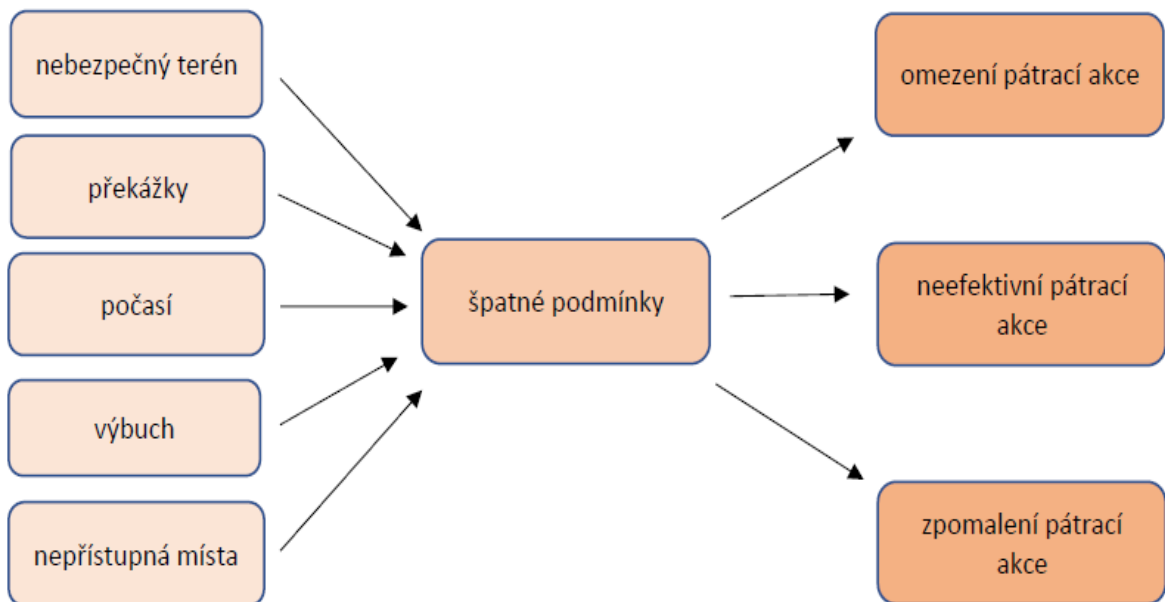 nebezpečný terén
překážky
počasí
výbuch
nepřístupná místa
špatné podmínky
omezení pátrací akce
neefektivní pátrací
akce
zpomalení pátrací
akce